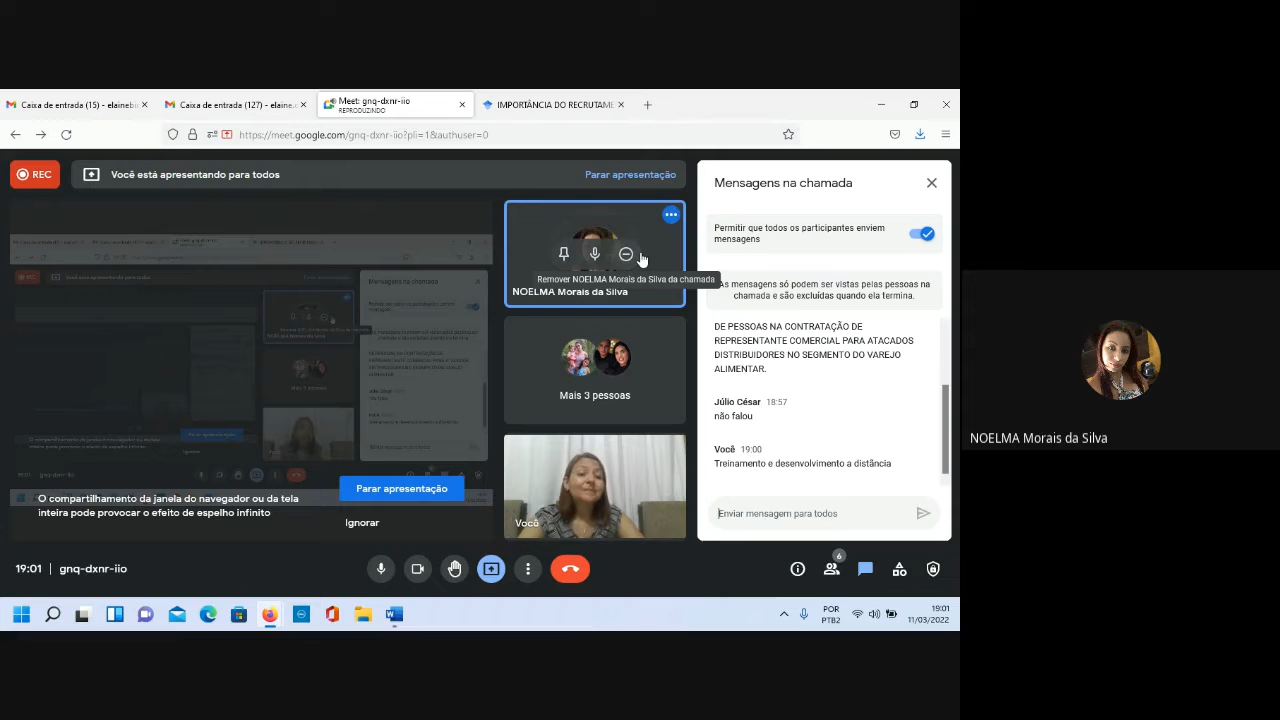 Caixa de entrada (15) - elainebi
Caixa de entrada (127) - elaine.c
Meet: gnq-dxnr-iio
REPRODUZINDO
IMPORTÂNCIA DO RECRUTAME
https://meet.google.com/gnq-dxnr-iio?pli=1&authuser=0
REC
Você está apresentando para todos
Parar apresentação
Mensagens na chamada
Permitir que todos os participantes enviem
mensagens
Remover NOELMA Morais da Silva da chamada
NOELMA Morais da Silva
As mensagens só podem ser vistas pelas pessoas na
chamada e são excluídas quando ela termina.
DE PESSOAS NA CONTRATAÇÃO DE
REPRESENTANTE COMERCIAL PARA ATACADOS
DISTRIBUIDORES NO SEGMENTO DO VAREJO
ALIMENTAR.
Mais 3 pessoas
Júlio César 18:57
não falou
Você 19:00
Treinamento e desenvolvimento a distância
NOELMA Morais da Silva
O compartilhamento da janela do navegador ou da tela
inteira pode provocar o efeito de espelho infinito
Parar apresentação
Ignorar
Você
Enviar mensagem para todos
19:01 | gnq-dxnr-iio
6
POR
PTB2
19:01
11/03/2022